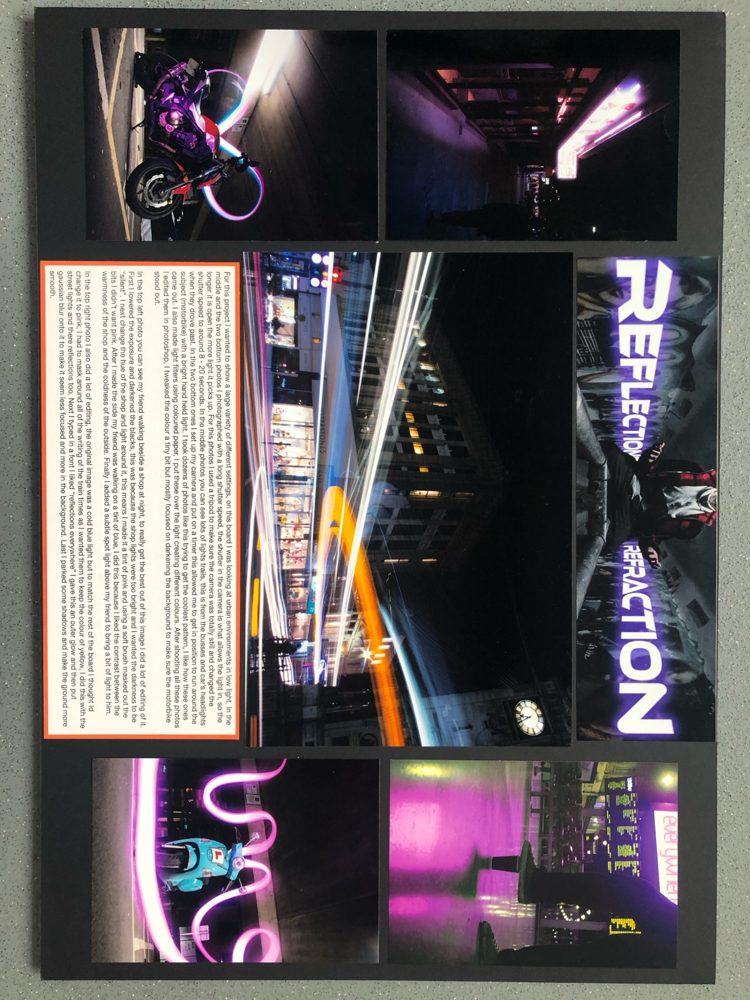 REFLECTION REFRACTION
everywher
WATERSTONES
L
For this project I wanted to show a large variety of different settings, on this board I was looking at urban environments in low light. In the
middle and the two bottom photos I photographed with a long shutter speed, the shutter in the camera is what allows the light in, so the
longer it is open the more light it picks up. For this photos I used a tripod to make sure the camera was totally still and changed the
shutter speed to around 8 - 20 seconds. In the middle photos you can see lots of lights trails, this is from the busses and car's headlights
when they drove past. In the two bottom ones I set up my camera and put on a timer this allowed me to get in position to run around the
subject (motorbike) with a bright hand held light. I took dozens of photos like this trying to get the coolest pattern, I like how these ones
came out. I also made light filters using coloured paper, I put these over the light creating different colours. After shooting all these photos
I edited them in photoshop, I tweaked the colour a tiny bit but mostly focused on darkening the background to make sure the motorbike
stood out.
In the top left photo you can see my friend walking beside a shop at night, to really get the best out of this image I did a lot of editing of it.
First I lowered the exposure and darkened the blacks, this was because the shop lights were too bright and I wanted the darkness to be
"silent". I next change the hue of the shop and light around it, this means I made it a tint of pink and using a soft brush masked out the
bits I didn't want pink. After I made the side my friend was walking on a tint of blue, I did this because I liked the contrast between the
warmness of the shop and the coldness of the outside. Finally I added a subtle spot light above my friend to bring a bit of light to him.
In the top right photo I also did a lot of editing, the original image was a cold blue light but to match the rest of the board I thought id
change it to pink, I had to mask around all of the writing of the train times as I wanted them to keep the colour of yellow, I did this with the
street lights and there reflections too. Next I typed in a font I liked "reflections everywhere" I gave this an outer glow and then put
gaussian blur onto it to make it seem less focused and more in the background. Last I parked some shadows and make the ground more
smooth.